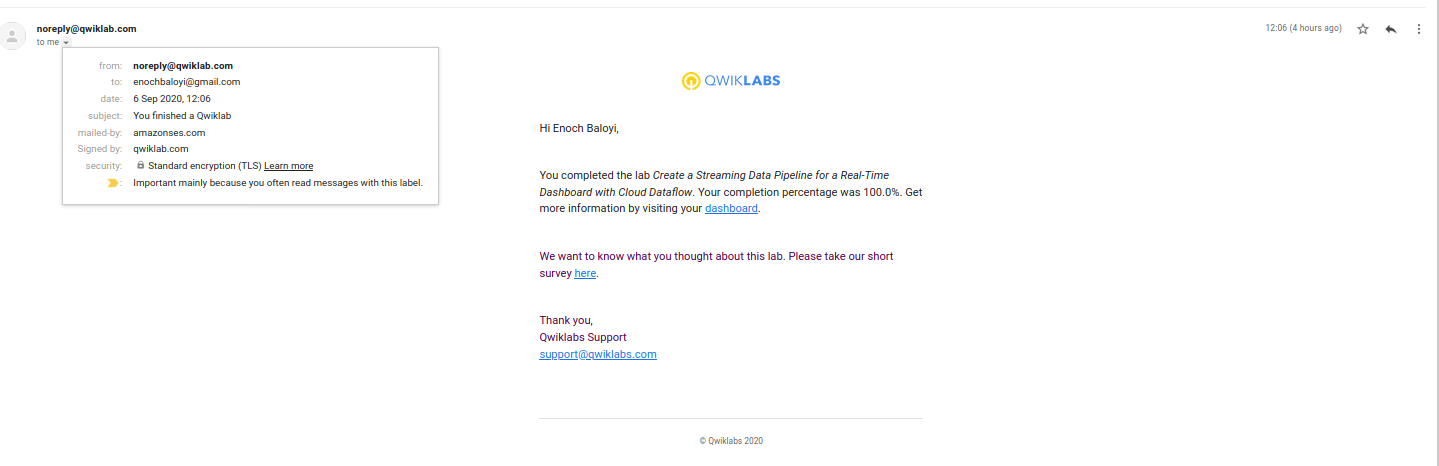 noreply@qwiklab.com
12:06 (4 hours ago)
to me
from: noreply@qwiklab.com
to: enochbaloyi@gmail.com
date: 6 Sep 2020, 12:06
subject: You finished a Qwiklab
mailed-by: amazonses.com
Signed by: qwiklab.com
security: Standard encryption (TLS) Learn more
: Important mainly because you often read messages with this label.
QWIKLABS
Hi Enoch Baloyi,
You completed the lab Create a Streaming Data Pipeline for a Real-Time
Dashboard with Cloud Dataflow. Your completion percentage was 100.0%. Get
more information by visiting your dashboard.
We want to know what you thought about this lab. Please take our short
survey here.
Thank you,
Qwiklabs Support
support@qwiklabs.com
© Qwiklabs 2020